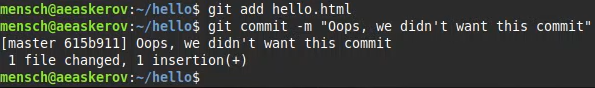 mensch@aeaskerov:~/hello$ git add hello.html
mensch@aeaskerov:~/hello$ git commit -m "Oops, we didn't want this commit"
[master 615b911] Oops, we didn't want this commit
 1 file changed, 1 insertion(+)
mensch@aeaskerov:~/hello$